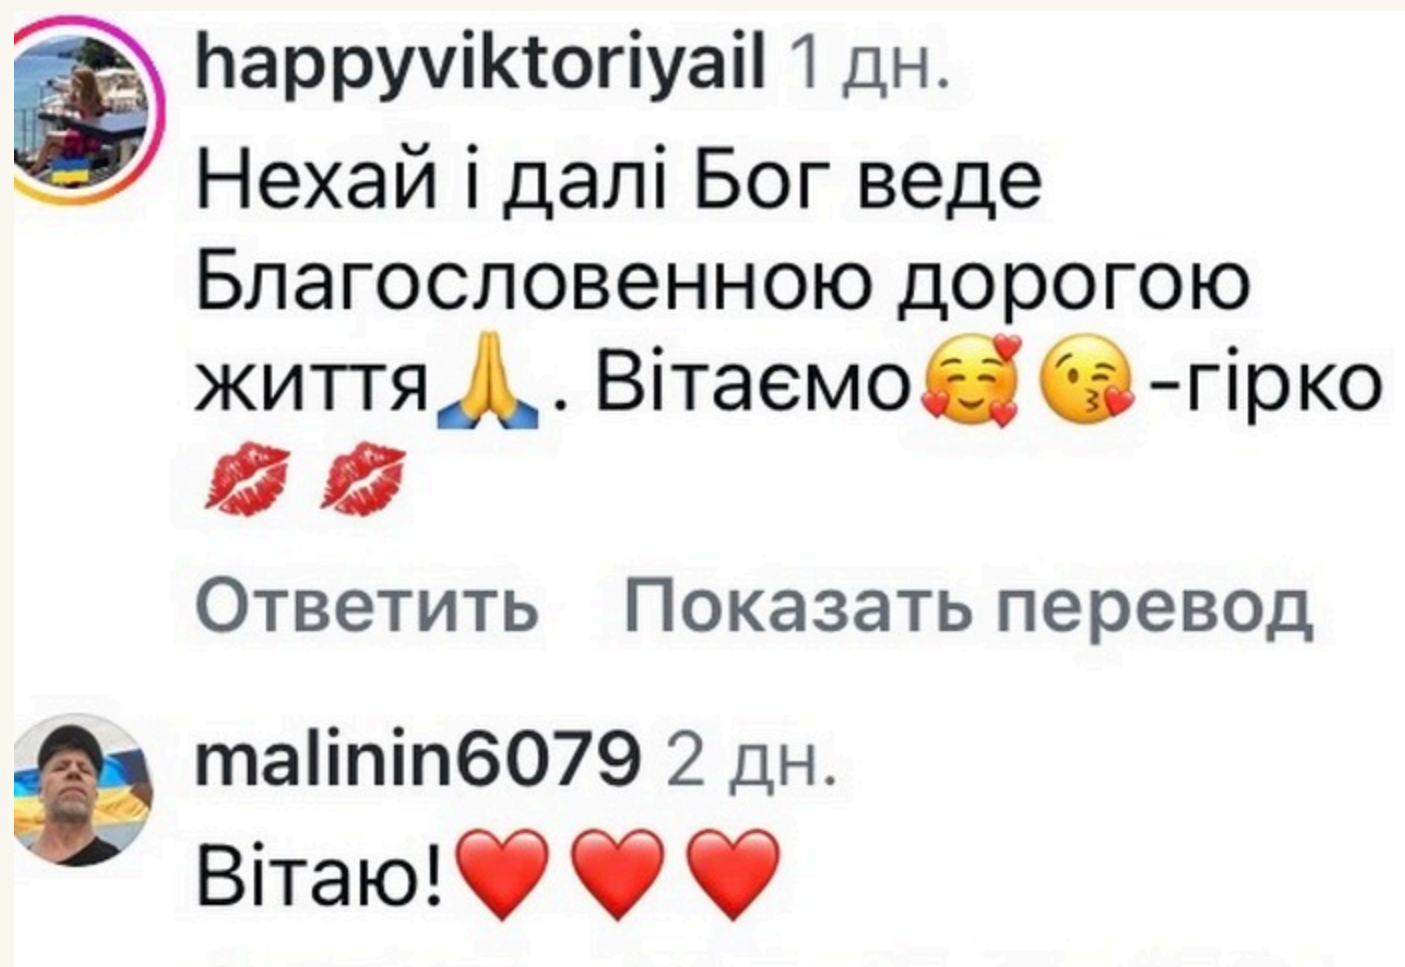 happyviktoriyail 1 дн.
Нехай і далі Бог веде
Благословенною дорогою
життя🙏. Вітаємо🥰😘-гірко
💋💋
Ответить Показать перевод
malinin6079 2 дн.
Вітаю!❤️❤️❤️